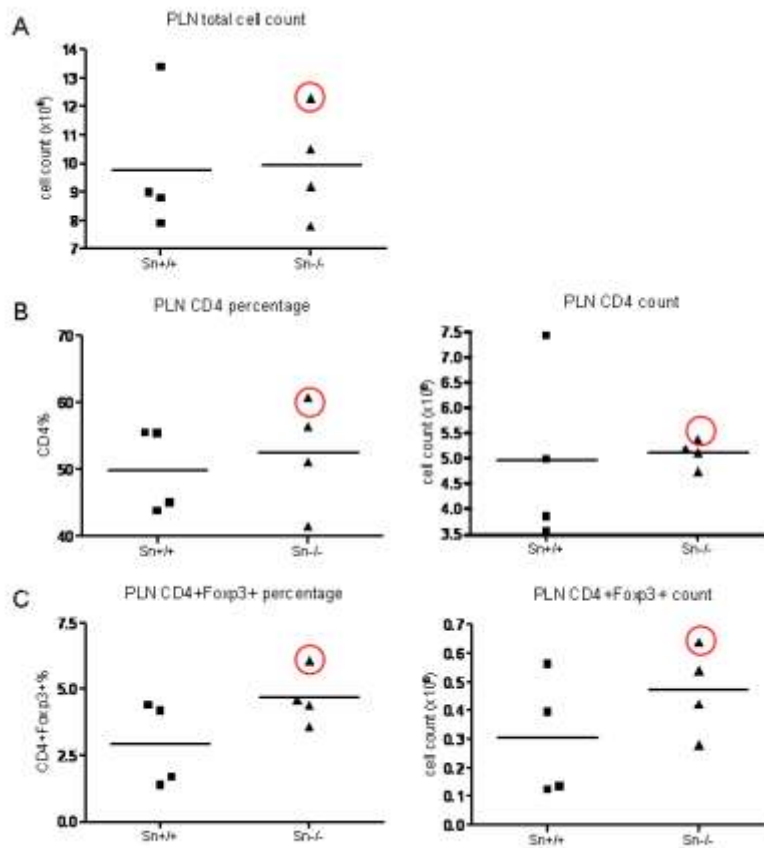 A
PLN total cell count
cell count (x10⁶)
14
13
12
11
10
9
8
7
Sn+/+
Sn-/-
B
PLN CD4 percentage
CD4%
70
60
50
40
Sn+/+
Sn-/-
PLN CD4 count
cell count (x10⁶)
7.5
7.0
6.5
6.0
5.5
5.0
4.5
4.0
3.5
Sn+/+
Sn-/-
C
PLN CD4+Foxp3+ percentage
CD4+Foxp3+%
7.5
5.0
2.5
0.0
Sn+/+
Sn-/-
PLN CD4+Foxp3+ count
cell count (x10⁶)
0.7
0.6
0.5
0.4
0.3
0.2
0.1
0.0
Sn+/+
Sn-/-